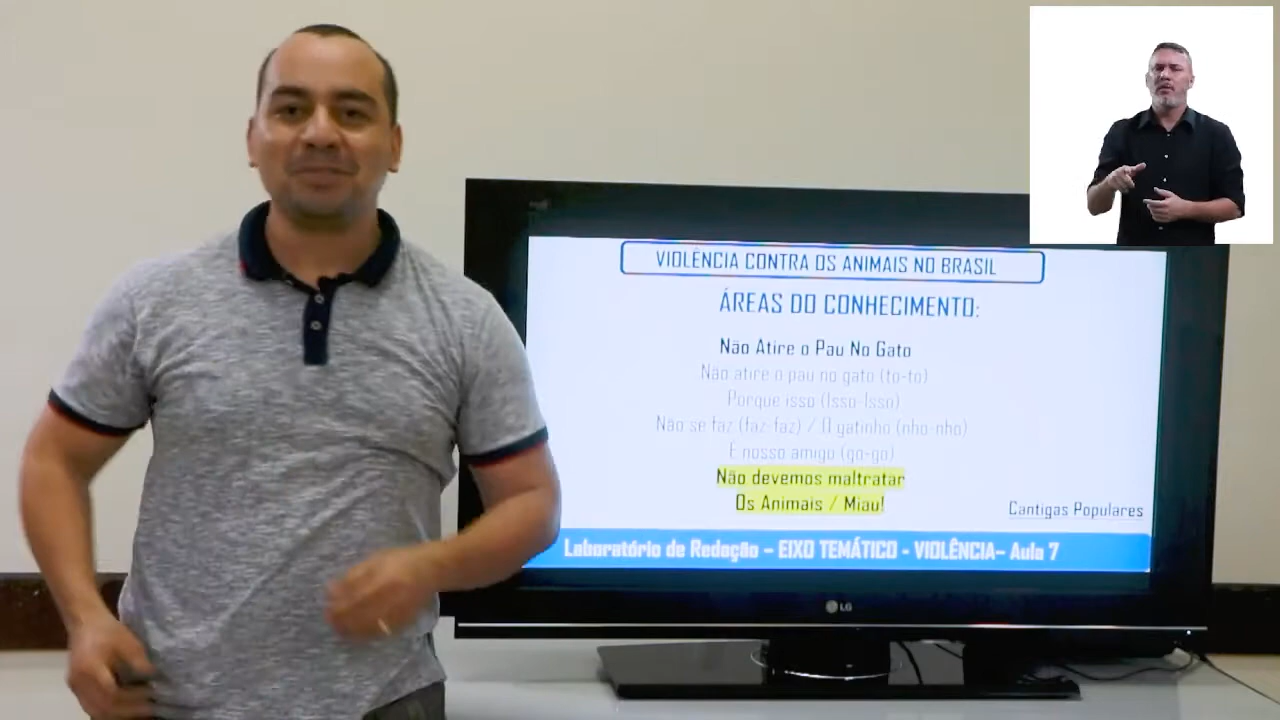 VIOLÊNCIA CONTRA OS ANIMAIS NO BRASIL
ÁREAS DO CONHECIMENTO:
Não Atire o Pau No Gato
Não atire o pau no gato (to-to)
Porque isso (Isso-Isso)
Não se faz (faz-faz) / O gatinho (nho-nho)
É nosso amigo (go-go)
Não devemos maltratar
Os Animais / Miau!
Cantigas Populares
Laboratório de Redação – EIXO TEMÁTICO - VIOLÊNCIA– Aula 7
LG